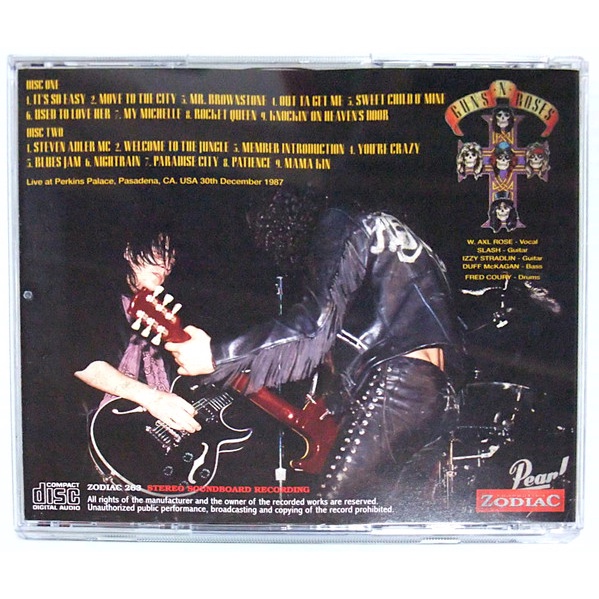 DISC ONE
1. IT'S SO EASY 2. MOVE TO THE CITY 3. MR. BROWNSTONE 4. OUT TA GET ME 5. SWEET CHILD O' MINE
6. USED TO LOVE HER 7. MY MICHELLE 8. ROCKET QUEEN 9. KNOCKIN' ON HEAVEN'S DOOR
DISC TWO
1. STEVEN ADLER MC 2. WELCOME TO THE JUNGLE 3. MEMBER INTRODUCTION 4. YOU'RE CRAZY
5. BLUES JAM 6. NIGHTRAIN 7. PARADISE CITY 8. PATIENCE 9. MAMA KIN
Live at Perkins Palace, Pasadena, CA. USA 30th December 1987
GUNS N' ROSES
W. AXL ROSE - Vocal
SLASH - Guitar
IZZY STRADLIN - Guitar
DUFF McKAGAN - Bass
FRED COURY - Drums
Pearl
COMPACT
disc
DIGITAL AUDIO
ZODIAC 263 STEREO SOUNDBOARD RECORDING
All rights of the manufacturer and the owner of the recorded works are reserved.
Unauthorized public performance, broadcasting and copying of the record prohibited.
ZODIAC